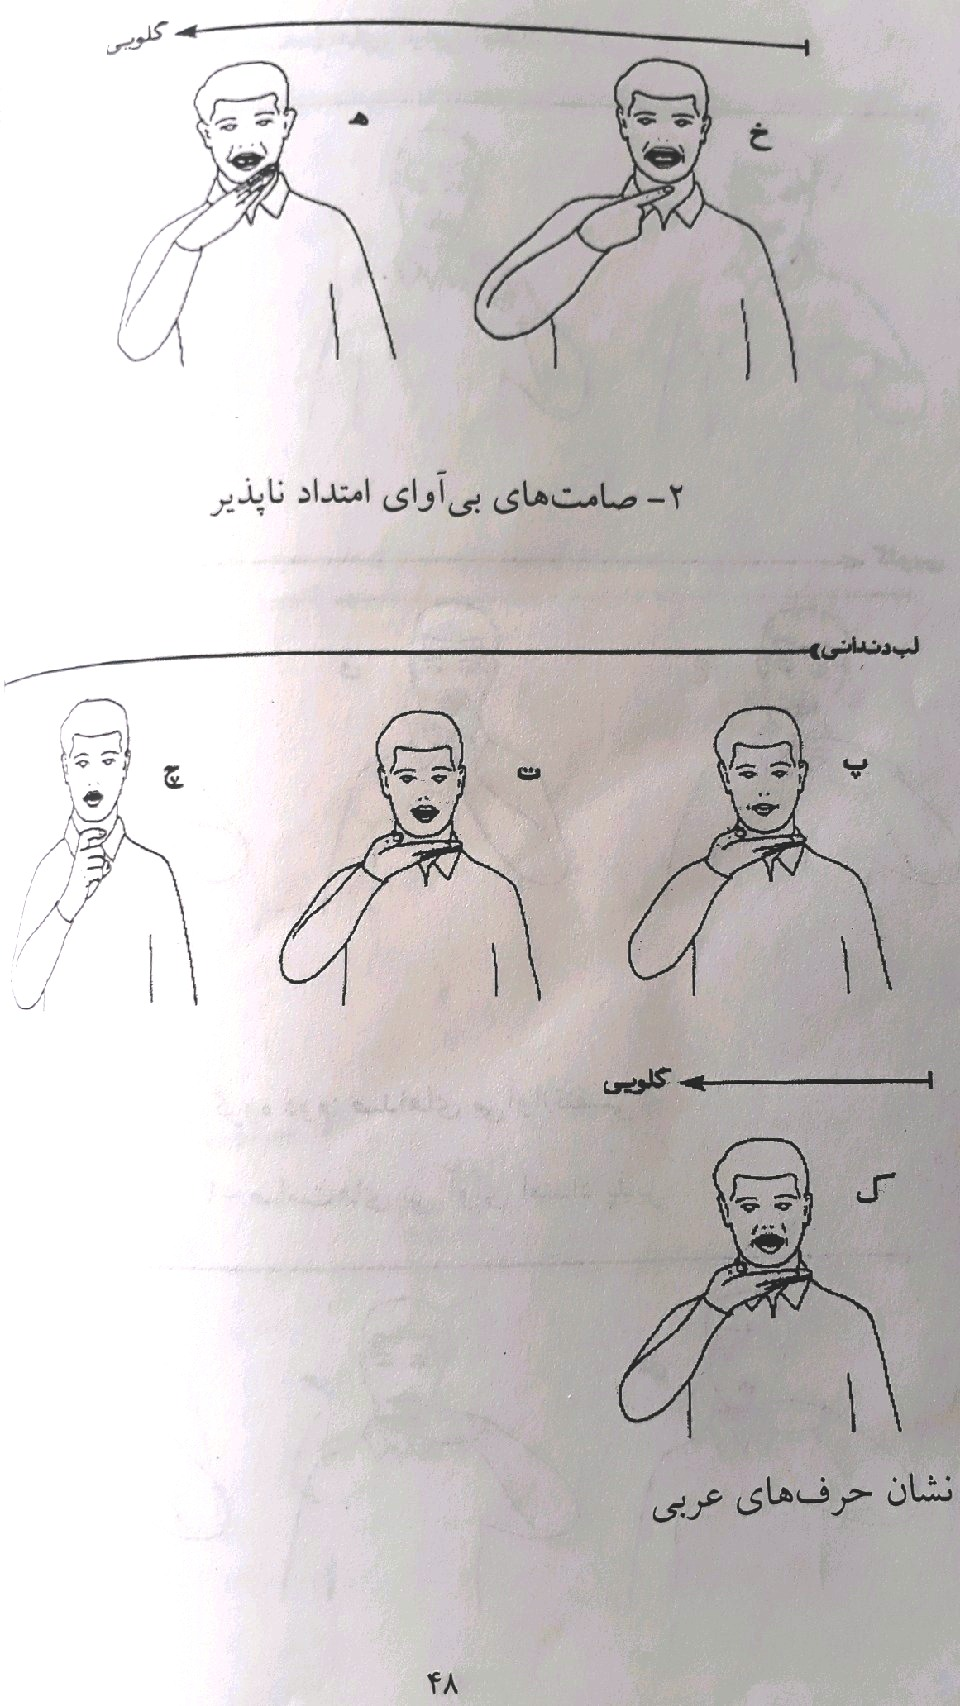 گلویی
خ
ه
۲- صامت‌های بی‌آوای امتداد ناپذیر
لب‌دندانی
پ
ت
چ
گلویی
ک
نشان حرف‌های عربی
۴۸